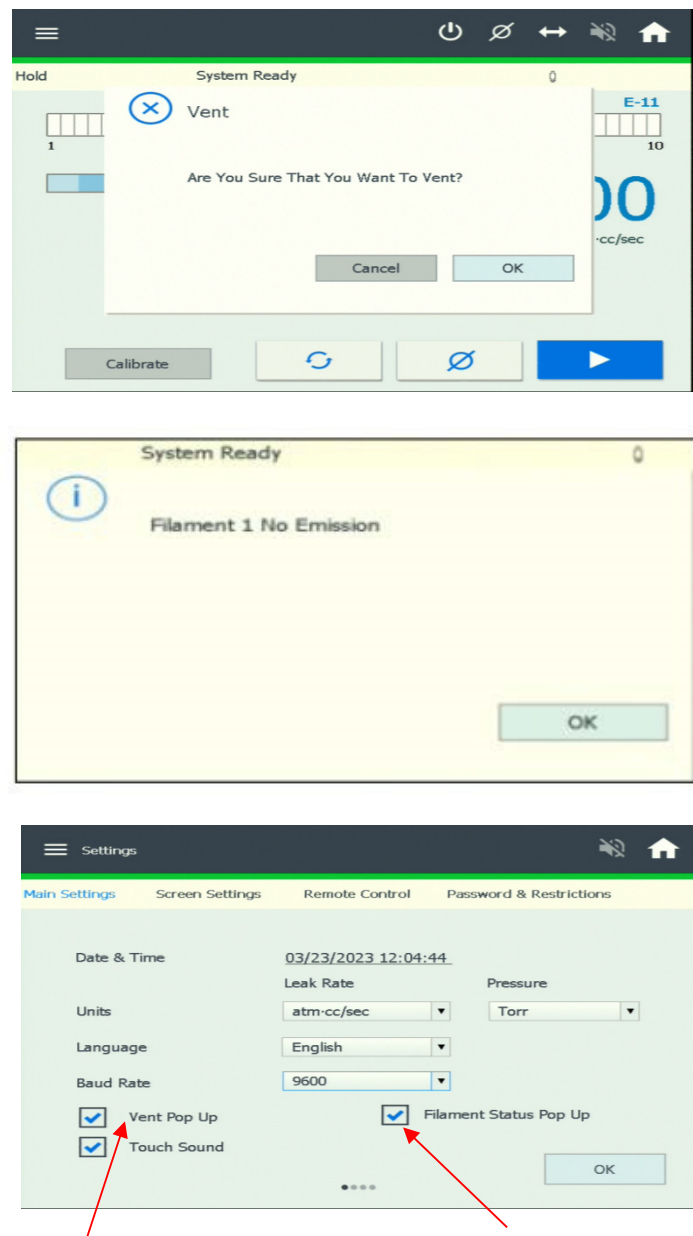 Hold System Ready 0
Vent
E-11
1 10
Are You Sure That You Want To Vent?
00
·cc/sec
Cancel OK
Calibrate
System Ready 0
i
Filament 1 No Emission
OK
Settings
Main Settings Screen Settings Remote Control Password & Restrictions
Date & Time 03/23/2023 12:04:44
Leak Rate Pressure
Units atm·cc/sec Torr
Language English
Baud Rate 9600
Vent Pop Up Filament Status Pop Up
Touch Sound
OK